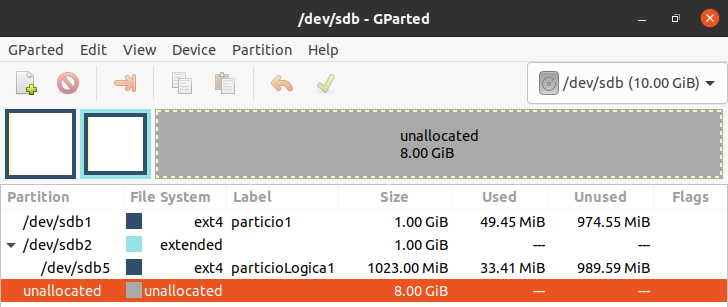 /dev/sdb - GParted
GParted Edit View Device Partition Help
/dev/sdb (10.00 GiB)
unallocated
8.00 GiB
Partition File System Label Size Used Unused Flags
/dev/sdb1 ext4 particio1 1.00 GiB 49.45 MiB 974.55 MiB
/dev/sdb2 extended 1.00 GiB --- ---
/dev/sdb5 ext4 particioLogica1 1023.00 MiB 33.41 MiB 989.59 MiB
unallocated unallocated 8.00 GiB --- ---